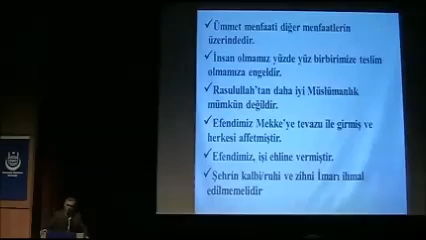 ✓Ümmet menfaati diğer menfaatlerin
üzerindedir.
✓İnsan olmamız yüzde yüz birbirimize teslim
olmamıza engeldir.
✓Rasulullah'tan daha iyi Müslümanlık
mümkün değildir.
✓Efendimiz Mekke'ye tevazu ile girmiş ve
herkesi affetmiştir.
✓Efendimiz, işi ehline vermiştir.
✓Şehrin kalbi/ruhi ve zihni İmarı ihmal
edilmemelidir